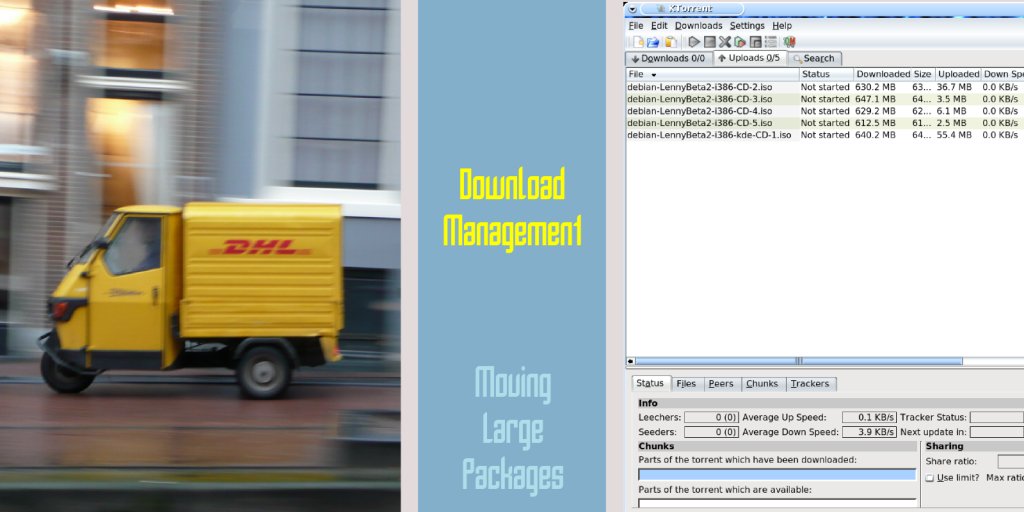 DHL
Download
Management
Moving
Large
Packages
KTorrent
File Edit Downloads Settings Help
Downloads 0/0 Uploads 0/5 Search
File Status Downloaded Size Uploaded Down Spe
debian-LennyBeta2-i386-CD-2.iso Not started 630.2 MB 63... 36.7 MB 0.0 KB/s
debian-LennyBeta2-i386-CD-3.iso Not started 647.1 MB 64... 3.5 MB 0.0 KB/s
debian-LennyBeta2-i386-CD-4.iso Not started 629.2 MB 62... 6.1 MB 0.0 KB/s
debian-LennyBeta2-i386-CD-5.iso Not started 612.5 MB 61... 2.5 MB 0.0 KB/s
debian-LennyBeta2-i386-kde-CD-1.iso Not started 640.2 MB 64... 55.4 MB 0.0 KB/s
Status Files Peers Chunks Trackers
Info
Leechers: 0 (0) Average Up Speed: 0.1 KB/s Tracker Status:
Seeders: 0 (0) Average Down Speed: 3.9 KB/s Next update in:
Chunks Sharing
Parts of the torrent which have been downloaded: Share ratio:
Use limit? Max ratio
Parts of the torrent which are available: